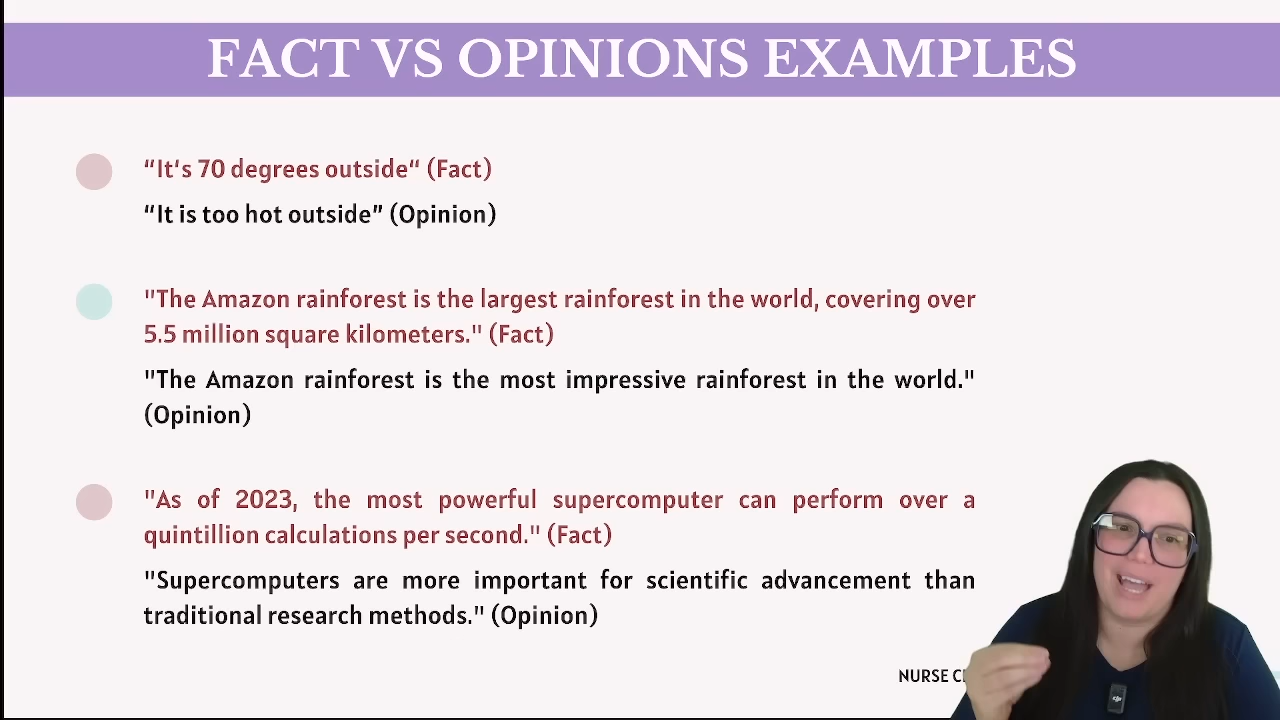 FACT VS OPINIONS EXAMPLES
“It‘s 70 degrees outside“ (Fact)
“It is too hot outside” (Opinion)
"The Amazon rainforest is the largest rainforest in the world, covering over
5.5 million square kilometers." (Fact)
"The Amazon rainforest is the most impressive rainforest in the world."
(Opinion)
"As of 2023, the most powerful supercomputer can perform over a
quintillion calculations per second." (Fact)
"Supercomputers are more important for scientific advancement than
traditional research methods." (Opinion)
NURSE